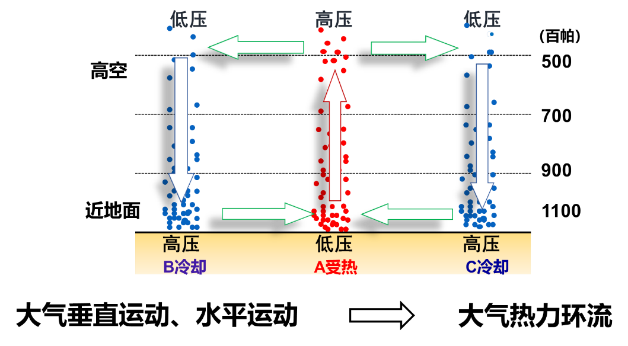 低压 高压 低压
(百帕)
高空 500
700
900
近地面 1100
高压 低压 高压
B冷却 A受热 C冷却
大气垂直运动、水平运动 大气热力环流